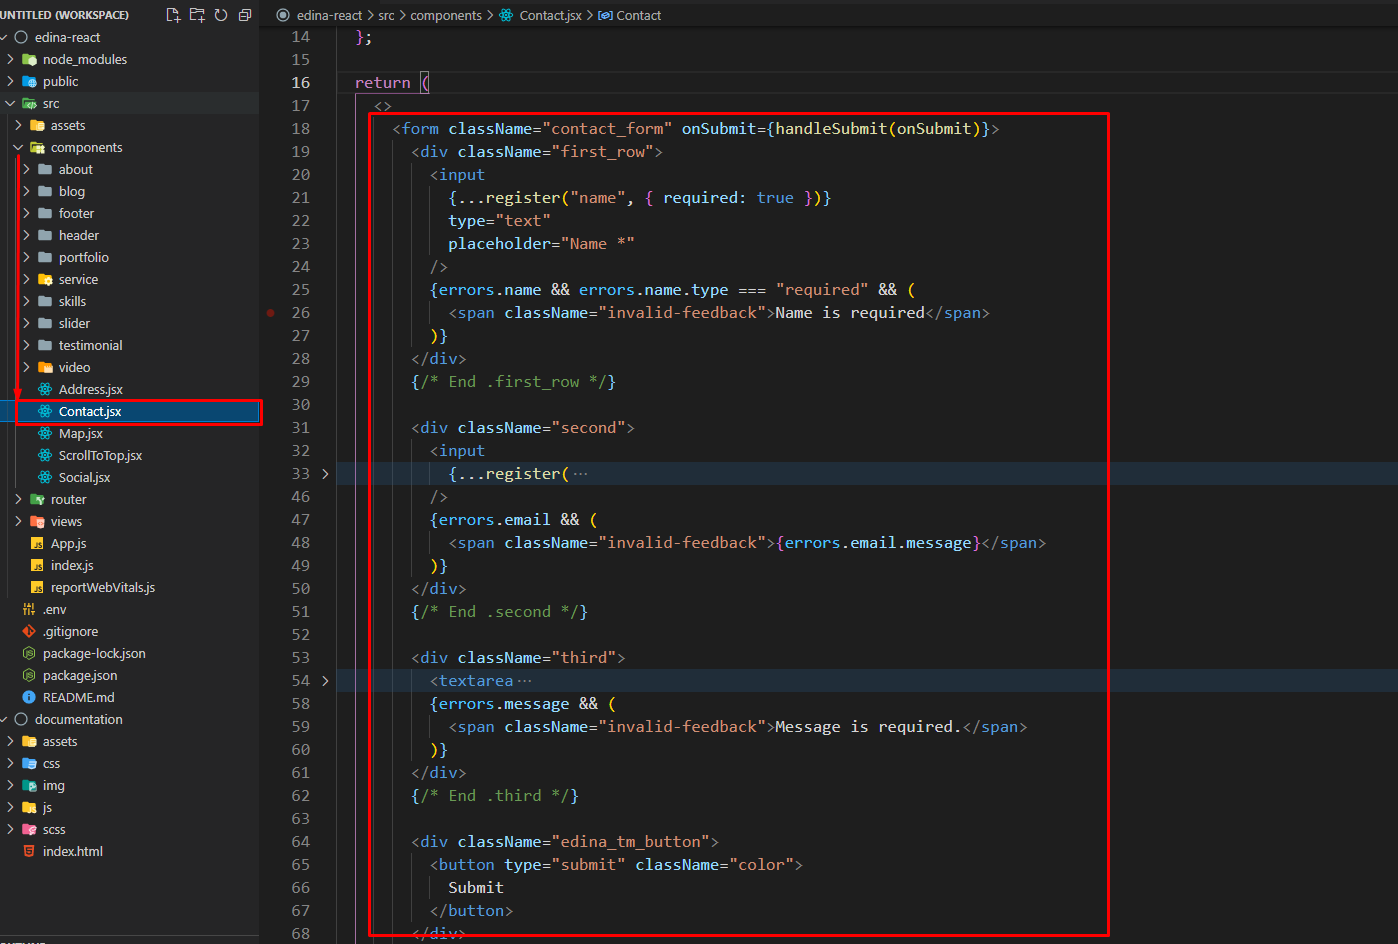 UNTITLED (WORKSPACE)
edina-react
node_modules
public
src
assets
components
about
blog
footer
header
portfolio
service
skills
slider
testimonial
video
Address.jsx
Contact.jsx
Map.jsx
ScrollToTop.jsx
Social.jsx
router
views
App.js
index.js
reportWebVitals.js
.env
.gitignore
package-lock.json
package.json
README.md
documentation
assets
css
img
js
scss
index.html
edina-react > src > components > Contact.jsx > Contact
14 };
15
16 return (
17 <>
18 <form className="contact_form" onSubmit={handleSubmit(onSubmit)}>
19 <div className="first_row">
20 <input
21 {...register("name", { required: true })}
22 type="text"
23 placeholder="Name *"
24 />
25 {errors.name && errors.name.type === "required" && (
26 <span className="invalid-feedback">Name is required</span>
27 )}
28 </div>
29 {/* End .first_row */}
30
31 <div className="second">
32 <input
33 {...register( ⋯
46 />
47 {errors.email && (
48 <span className="invalid-feedback">{errors.email.message}</span>
49 )}
50 </div>
51 {/* End .second */}
52
53 <div className="third">
54 <textarea ⋯
58 {errors.message && (
59 <span className="invalid-feedback">Message is required.</span>
60 )}
61 </div>
62 {/* End .third */}
63
64 <div className="edina_tm_button">
65 <button type="submit" className="color">
66 Submit
67 </button>
68 </div>